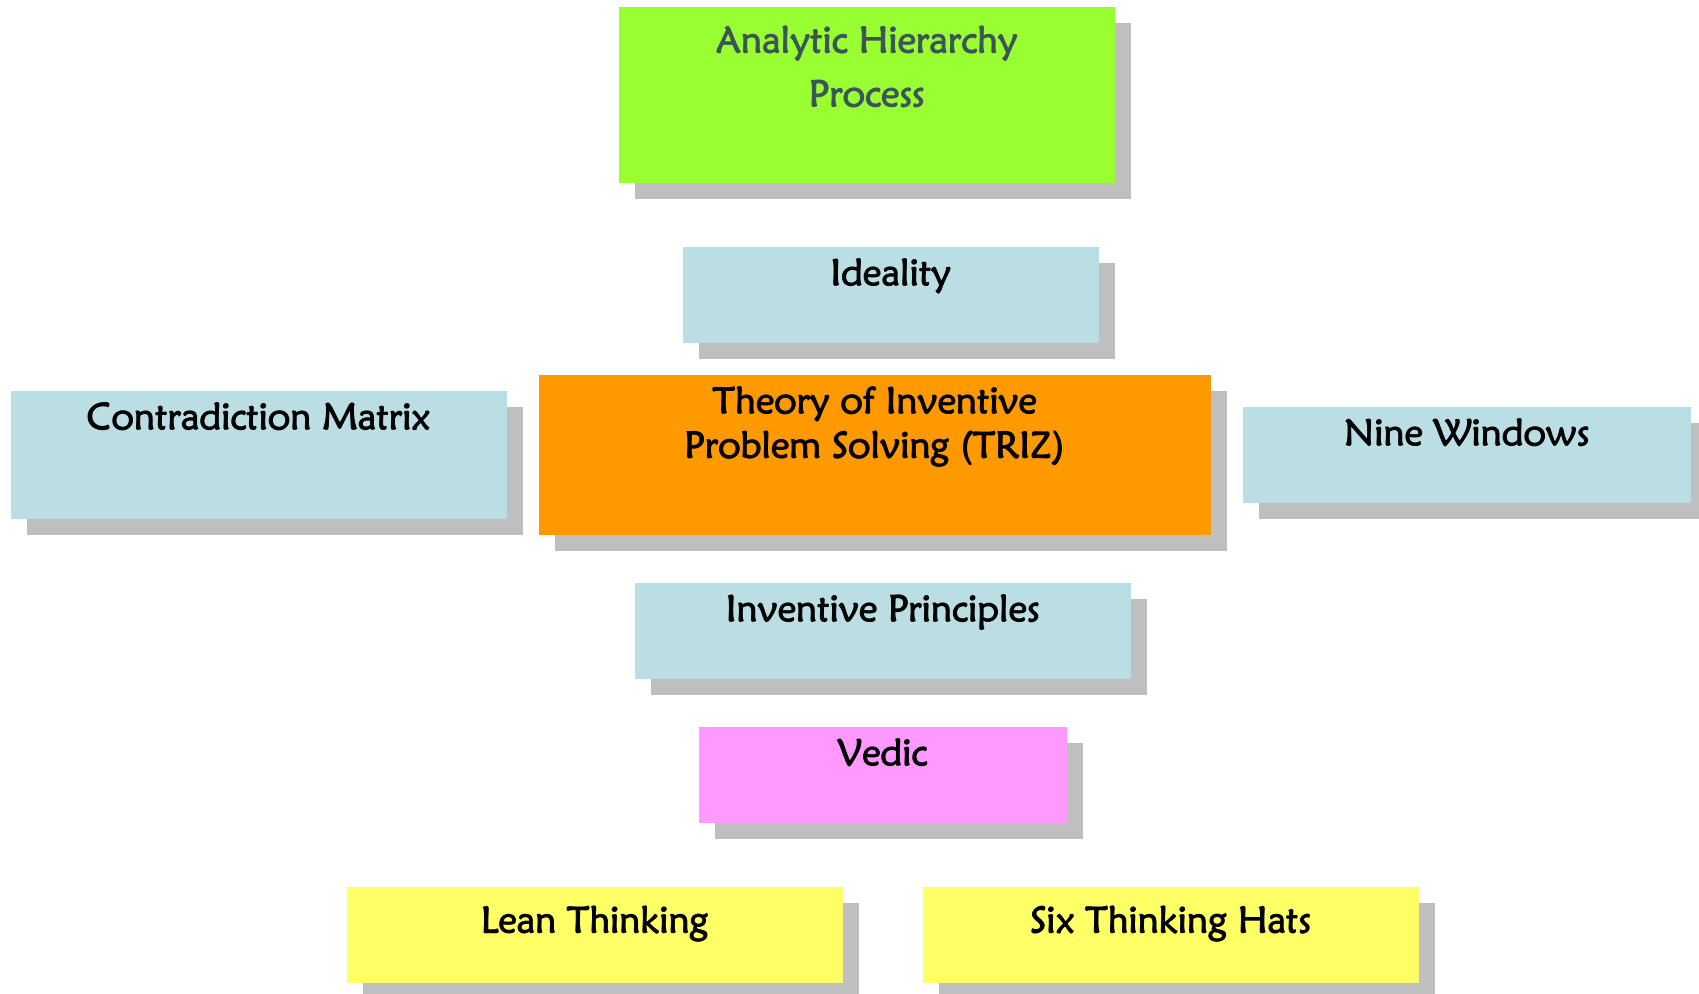 Analytic Hierarchy
Process
Ideality
Contradiction Matrix
Theory of Inventive
Problem Solving (TRIZ)
Nine Windows
Inventive Principles
Vedic
Lean Thinking
Six Thinking Hats